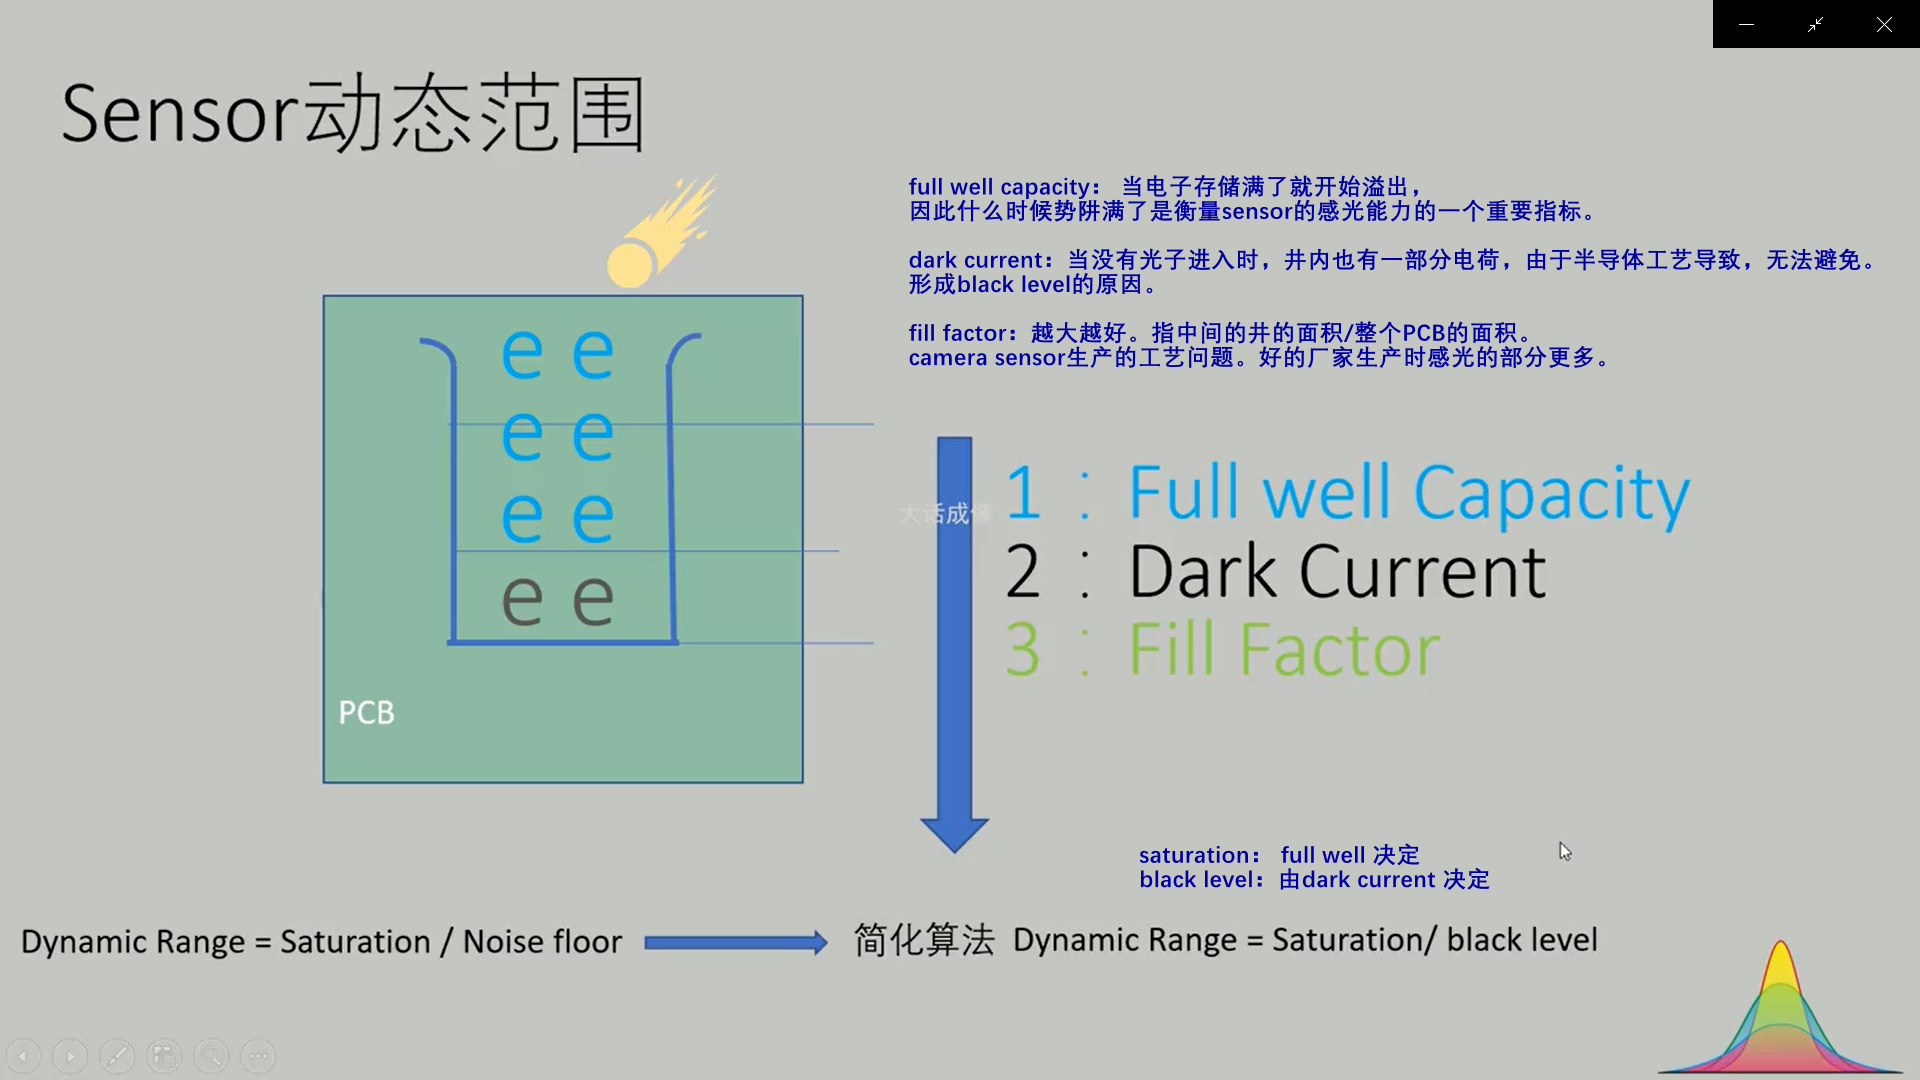 Sensor动态范围
full well capacity： 当电子存储满了就开始溢出，
因此什么时候势阱满了是衡量sensor的感光能力的一个重要指标。
dark current：当没有光子进入时，井内也有一部分电荷，由于半导体工艺导致，无法避免。
形成black level的原因。
fill factor：越大越好。指中间的井的面积/整个PCB的面积。
camera sensor生产的工艺问题。好的厂家生产时感光的部分更多。
e e
e e
e e
e e
PCB
大话成像
1 ：Full well Capacity
2 ：Dark Current
3 ：Fill Factor
saturation： full well 决定
black level：由dark current 决定
Dynamic Range = Saturation / Noise floor
简化算法 Dynamic Range = Saturation/ black level